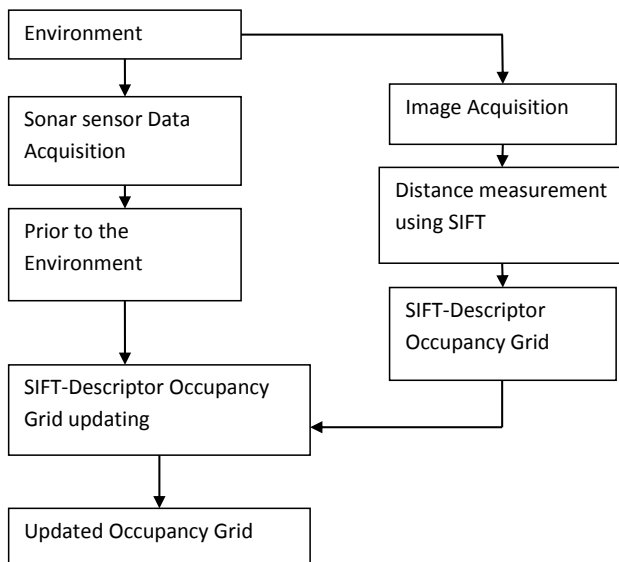 Environment
Sonar sensor Data
Acquisition
Prior to the
Environment
Image Acquisition
Distance measurement
using SIFT
SIFT-Descriptor
Occupancy Grid
SIFT-Descriptor Occupancy
Grid updating
Updated Occupancy Grid